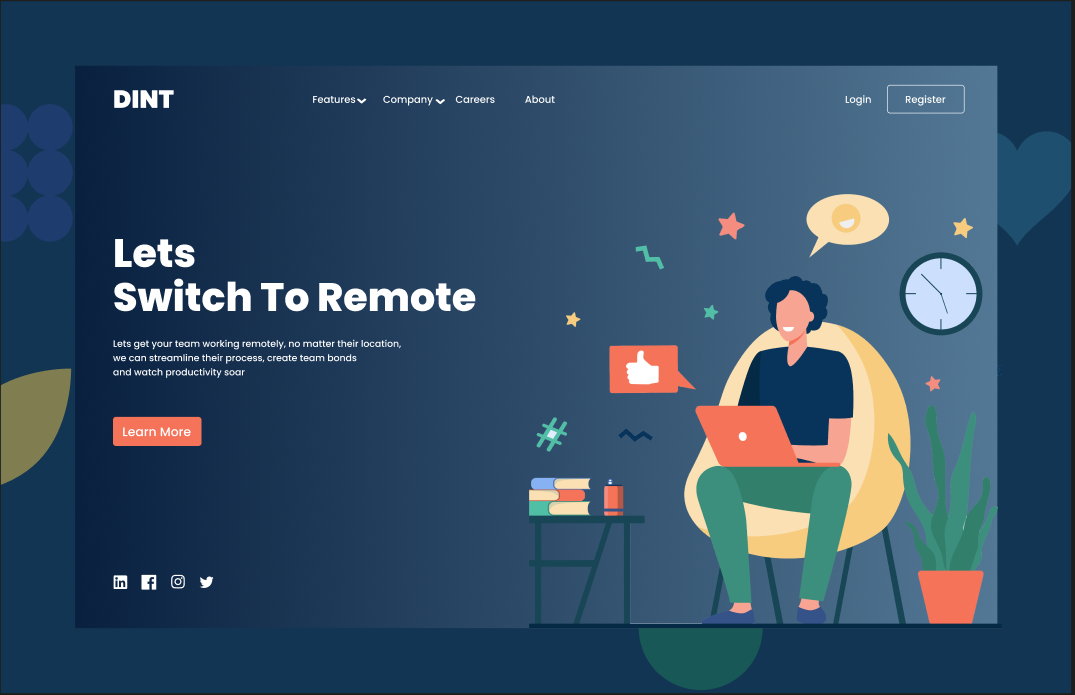 DINT
Features Company Careers About
Login Register
Lets
Switch To Remote
Lets get your team working remotely, no matter their location,
we can streamline their process, create team bonds
and watch productivity soar
Learn More